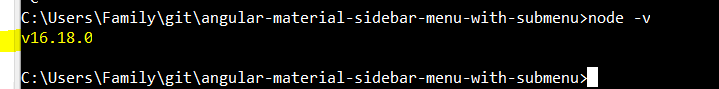 C:\Users\Family\git\angular-material-sidebar-menu-with-submenu>node -v
v16.18.0
C:\Users\Family\git\angular-material-sidebar-menu-with-submenu>